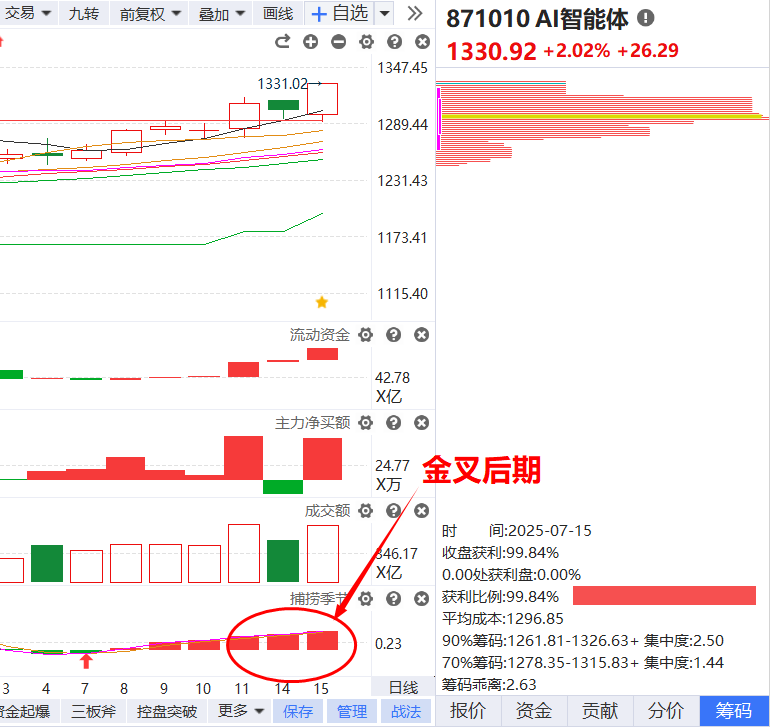 交易 九转 前复权 叠加 画线 +自选
871010 AI智能体
1330.92 +2.02% +26.29
1347.45
1331.02→
1289.44
1231.43
1173.41
1115.40
流动资金
42.78
X亿
主力净买额
24.77
X万
金叉后期
成交额
346.17
X亿
捕捞季节
0.23
3 4 7 8 9 10 11 14 15 日线
资金起爆 三板斧 控盘突破 更多 保存 管理 战法
时 间:2025-07-15
收盘获利:99.84%
0.00处获利盘:0.00%
获利比例:99.84%
平均成本:1296.85
90%筹码:1261.81-1326.63+ 集中度:2.50
70%筹码:1278.35-1315.83+ 集中度:1.44
筹码乖离:2.63
报价 资金 贡献 分价 筹码